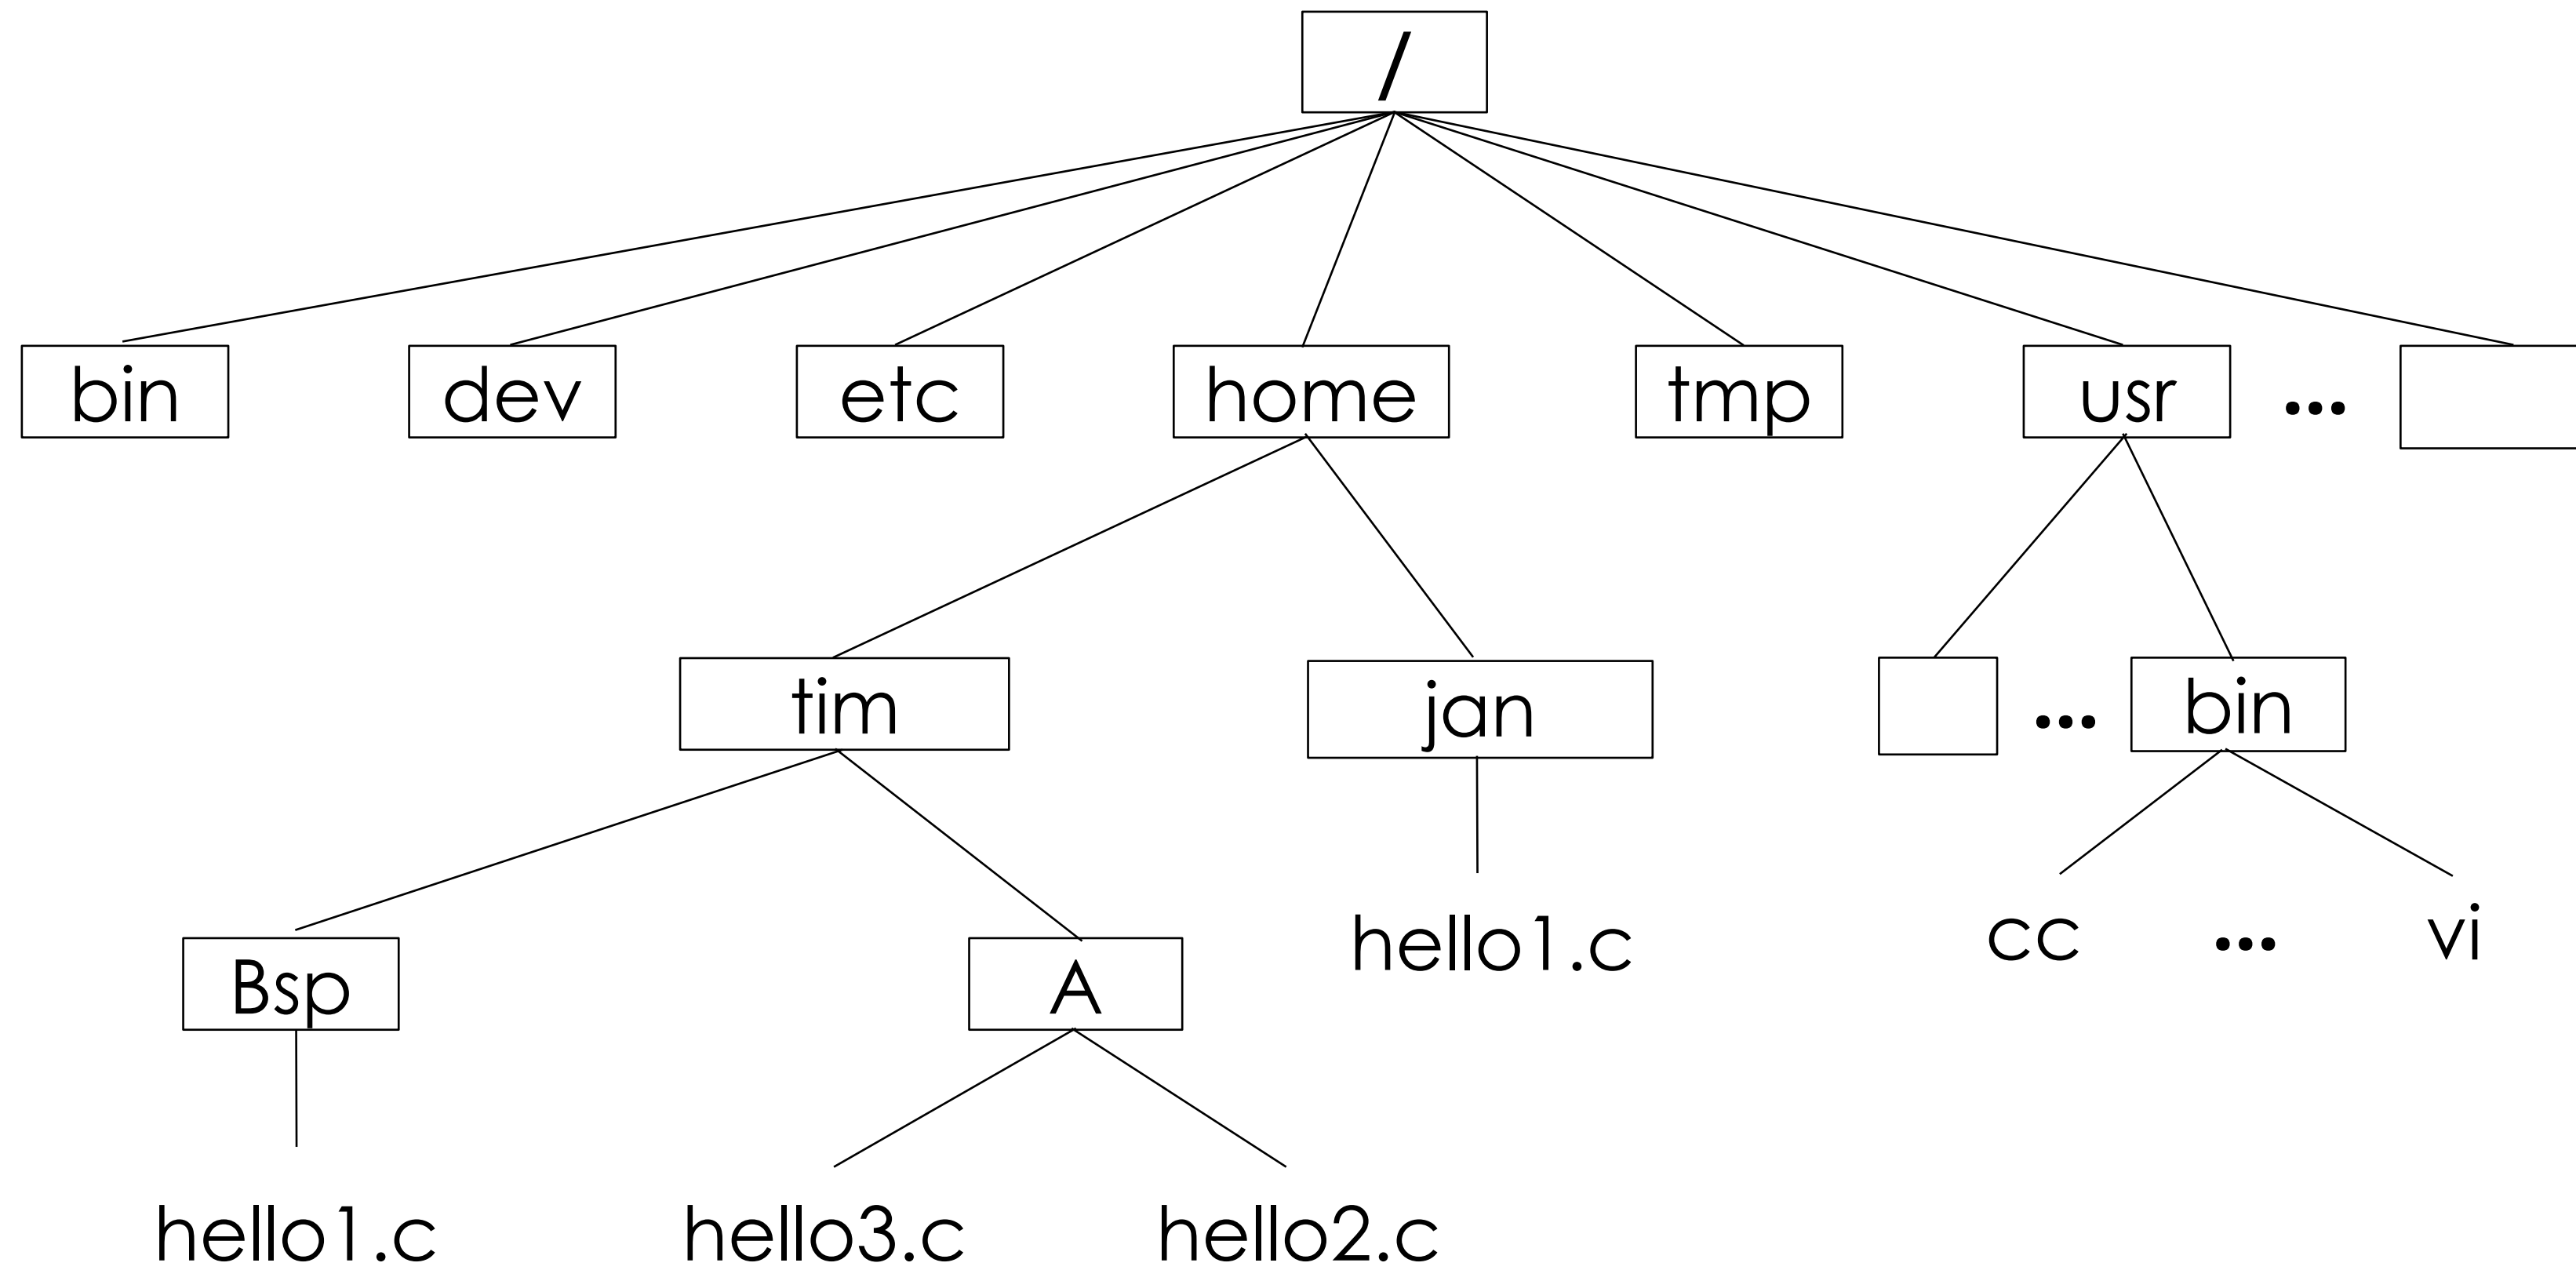 /
bin dev etc home tmp usr ...
tim jan ... bin
hello1.c cc ... vi
Bsp A
hello1.c hello3.c hello2.c